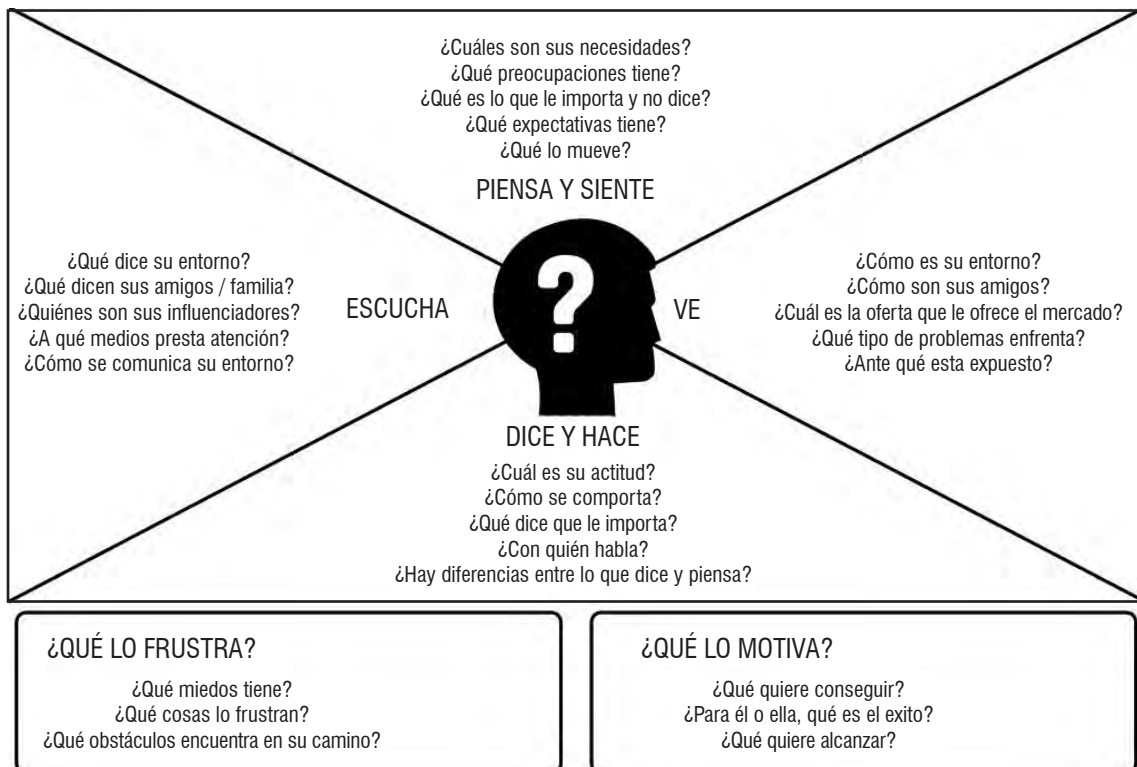 ¿Cuáles son sus necesidades?
¿Qué preocupaciones tiene?
¿Qué es lo que le importa y no dice?
¿Qué expectativas tiene?
¿Qué lo mueve?
PIENSA Y SIENTE
¿Qué dice su entorno?
¿Qué dicen sus amigos / familia?
¿Quiénes son sus influenciadores?
¿A qué medios presta atención?
¿Cómo se comunica su entorno?
ESCUCHA
?
VE
¿Cómo es su entorno?
¿Cómo son sus amigos?
¿Cuál es la oferta que le ofrece el mercado?
¿Qué tipo de problemas enfrenta?
¿Ante qué esta expuesto?
DICE Y HACE
¿Cuál es su actitud?
¿Cómo se comporta?
¿Qué dice que le importa?
¿Con quién habla?
¿Hay diferencias entre lo que dice y piensa?
¿QUÉ LO FRUSTRA?
¿Qué miedos tiene?
¿Qué cosas lo frustran?
¿Qué obstáculos encuentra en su camino?
¿QUÉ LO MOTIVA?
¿Qué quiere conseguir?
¿Para él o ella, qué es el exito?
¿Qué quiere alcanzar?